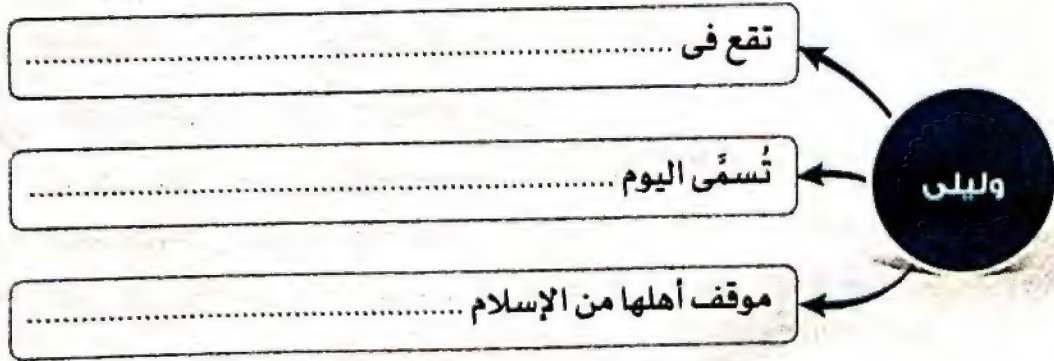 وليلى
تقع فى ........................................
تُسمَّى اليوم ........................................
موقف أهلها من الإسلام ........................................